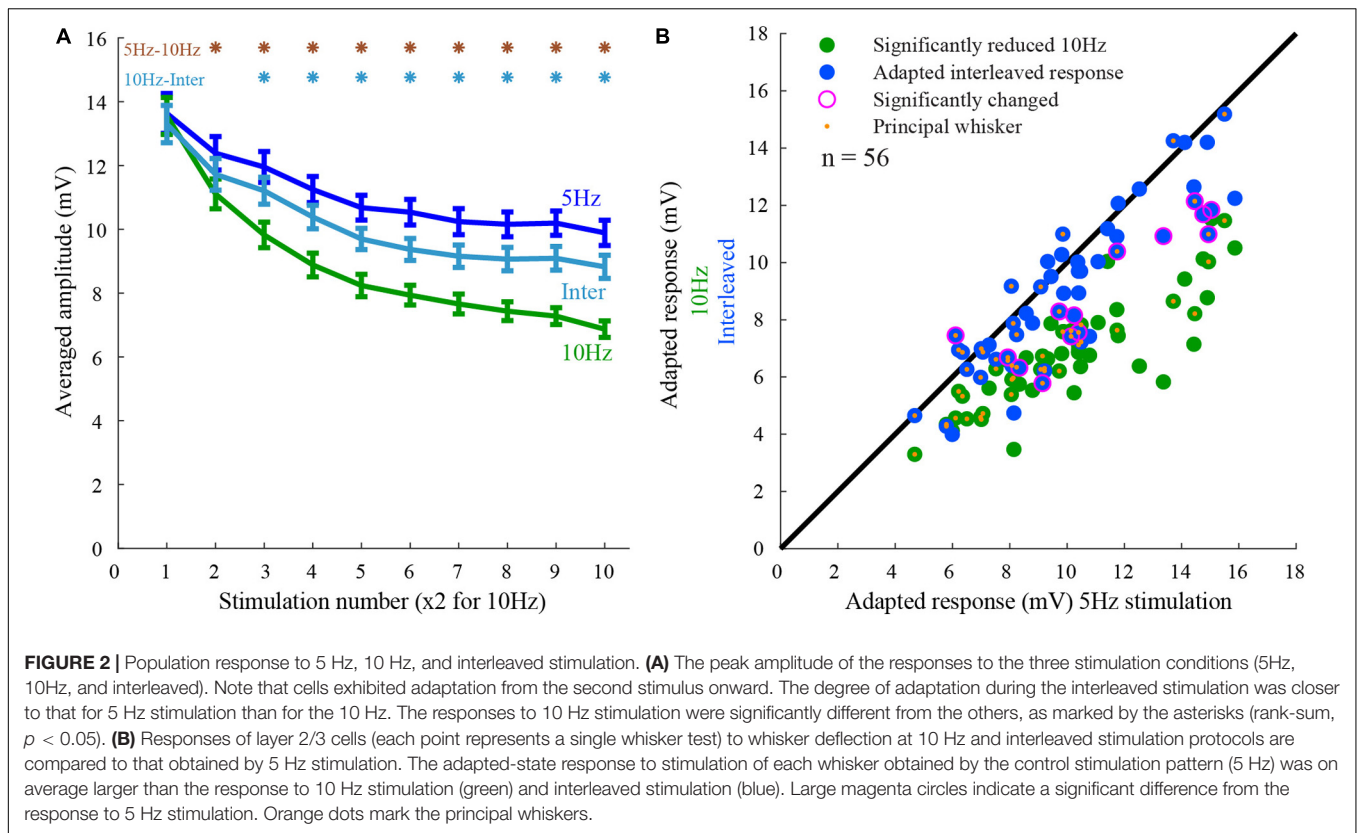 A
16
14
12
10
8
6
4
2
0
5Hz-10Hz * * * * * * * * *
10Hz-Inter * * * * * * * *
5Hz
Inter
10Hz
Averaged amplitude (mV)
0 1 2 3 4 5 6 7 8 9 10
Stimulation number (x2 for 10Hz)
B
18
16
14
12
10
8
6
4
2
0
Significantly reduced 10Hz
Adapted interleaved response
Significantly changed
Principal whisker
n = 56
Adapted response (mV)
10Hz
Interleaved
0 2 4 6 8 10 12 14 16 18
Adapted response (mV) 5Hz stimulation
FIGURE 2 | Population response to 5 Hz, 10 Hz, and interleaved stimulation. (A) The peak amplitude of the responses to the three stimulation conditions (5Hz,
10Hz, and interleaved). Note that cells exhibited adaptation from the second stimulus onward. The degree of adaptation during the interleaved stimulation was closer
to that for 5 Hz stimulation than for the 10 Hz. The responses to 10 Hz stimulation were significantly different from the others, as marked by the asterisks (rank-sum,
p < 0.05). (B) Responses of layer 2/3 cells (each point represents a single whisker test) to whisker deflection at 10 Hz and interleaved stimulation protocols are
compared to that obtained by 5 Hz stimulation. The adapted-state response to stimulation of each whisker obtained by the control stimulation pattern (5 Hz) was on
average larger than the response to 10 Hz stimulation (green) and interleaved stimulation (blue). Large magenta circles indicate a significant difference from the
response to 5 Hz stimulation. Orange dots mark the principal whiskers.